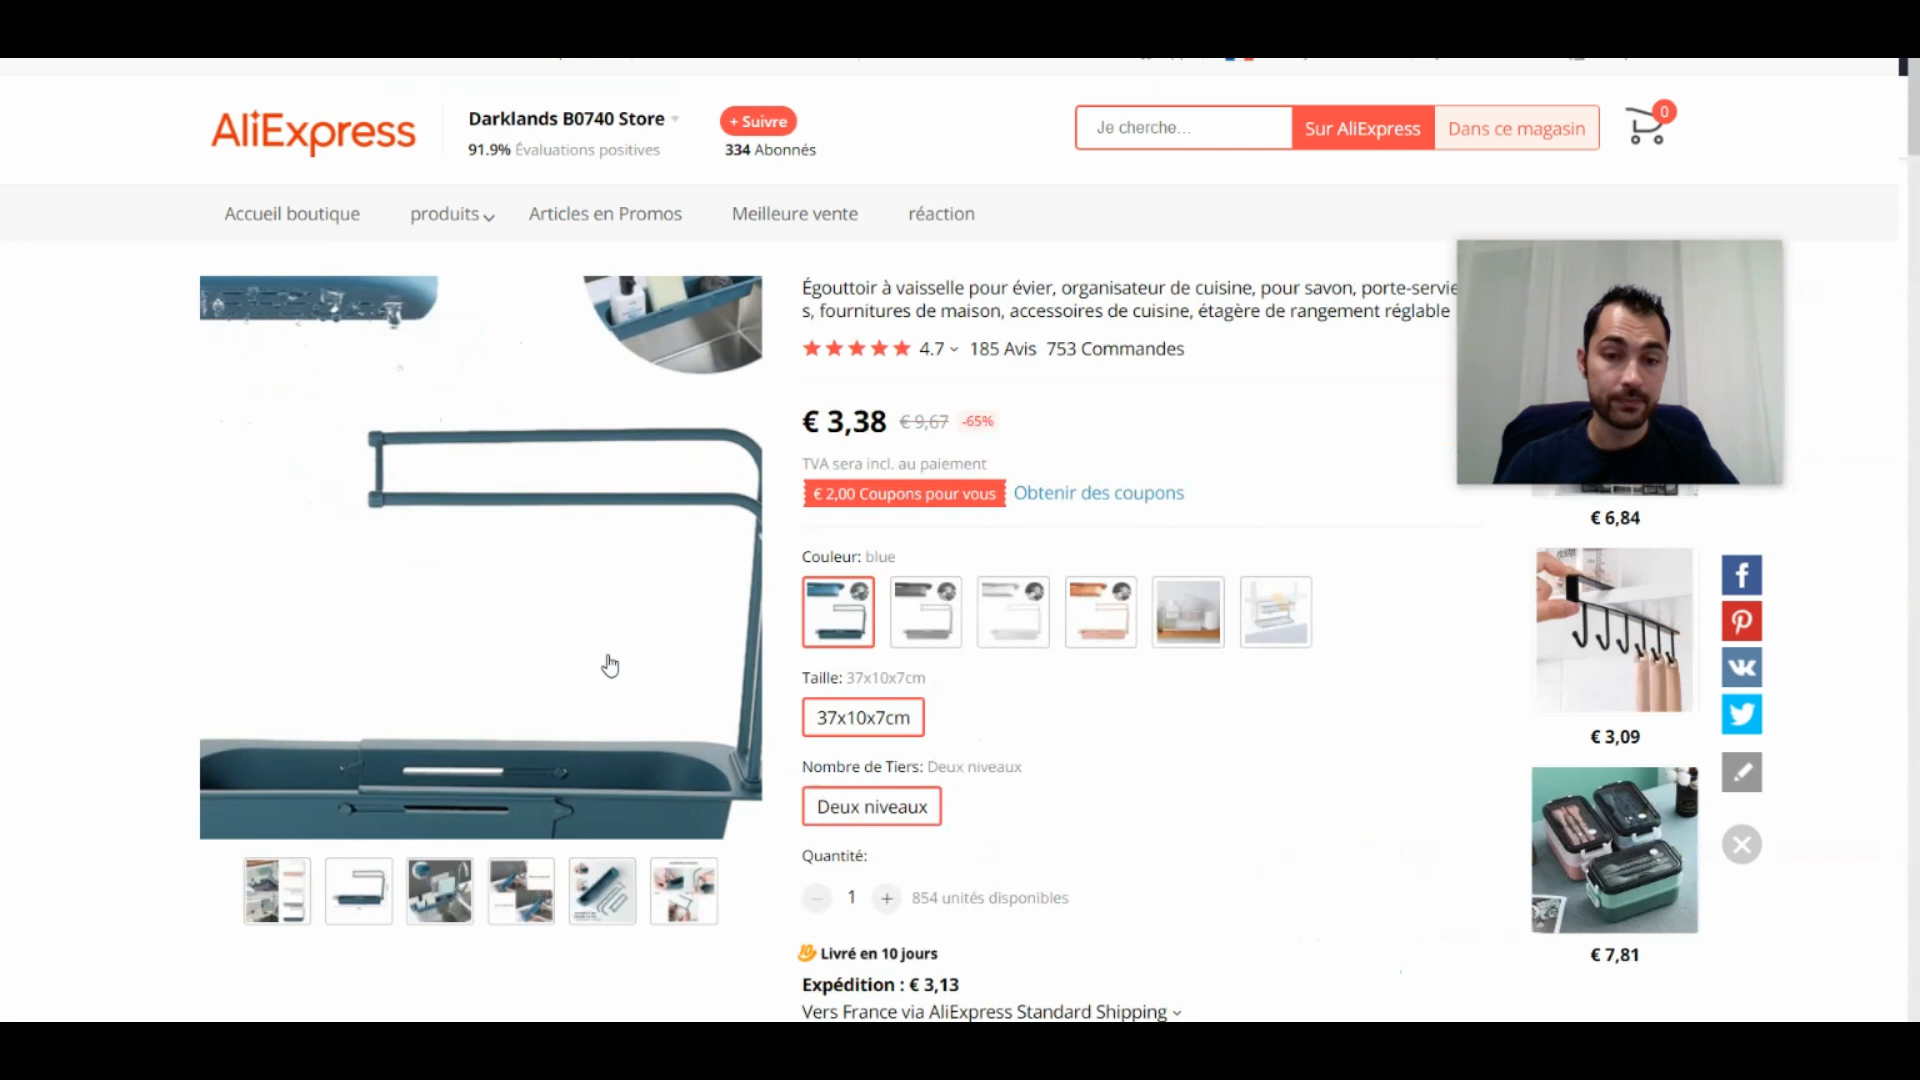 AliExpress
Darklands B0740 Store
91.9% Évaluations positives
+ Suivre
334 Abonnés
Je cherche...
Sur AliExpress
Dans ce magasin
0
Accueil boutique
produits
Articles en Promos
Meilleure vente
réaction
Égouttoir à vaisselle pour évier, organisateur de cuisine, pour savon, porte-servie
s, fournitures de maison, accessoires de cuisine, étagère de rangement réglable
4.7 185 Avis 753 Commandes
€ 3,38 € 9,67 -65%
TVA sera incl. au paiement
€ 2,00 Coupons pour vous Obtenir des coupons
Couleur: blue
Taille: 37x10x7cm
37x10x7cm
Nombre de Tiers: Deux niveaux
Deux niveaux
Quantité:
1 + 854 unités disponibles
Livré en 10 jours
Expédition : € 3,13
Vers France via AliExpress Standard Shipping
€ 6,84
€ 3,09
€ 7,81